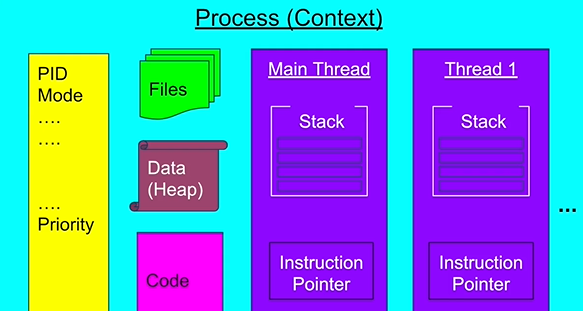 Process (Context)
PID
Mode
....
....
....
Priority
Files
Data
(Heap)
Code
Main Thread
Stack
Instruction
Pointer
Thread 1
Stack
Instruction
Pointer
...